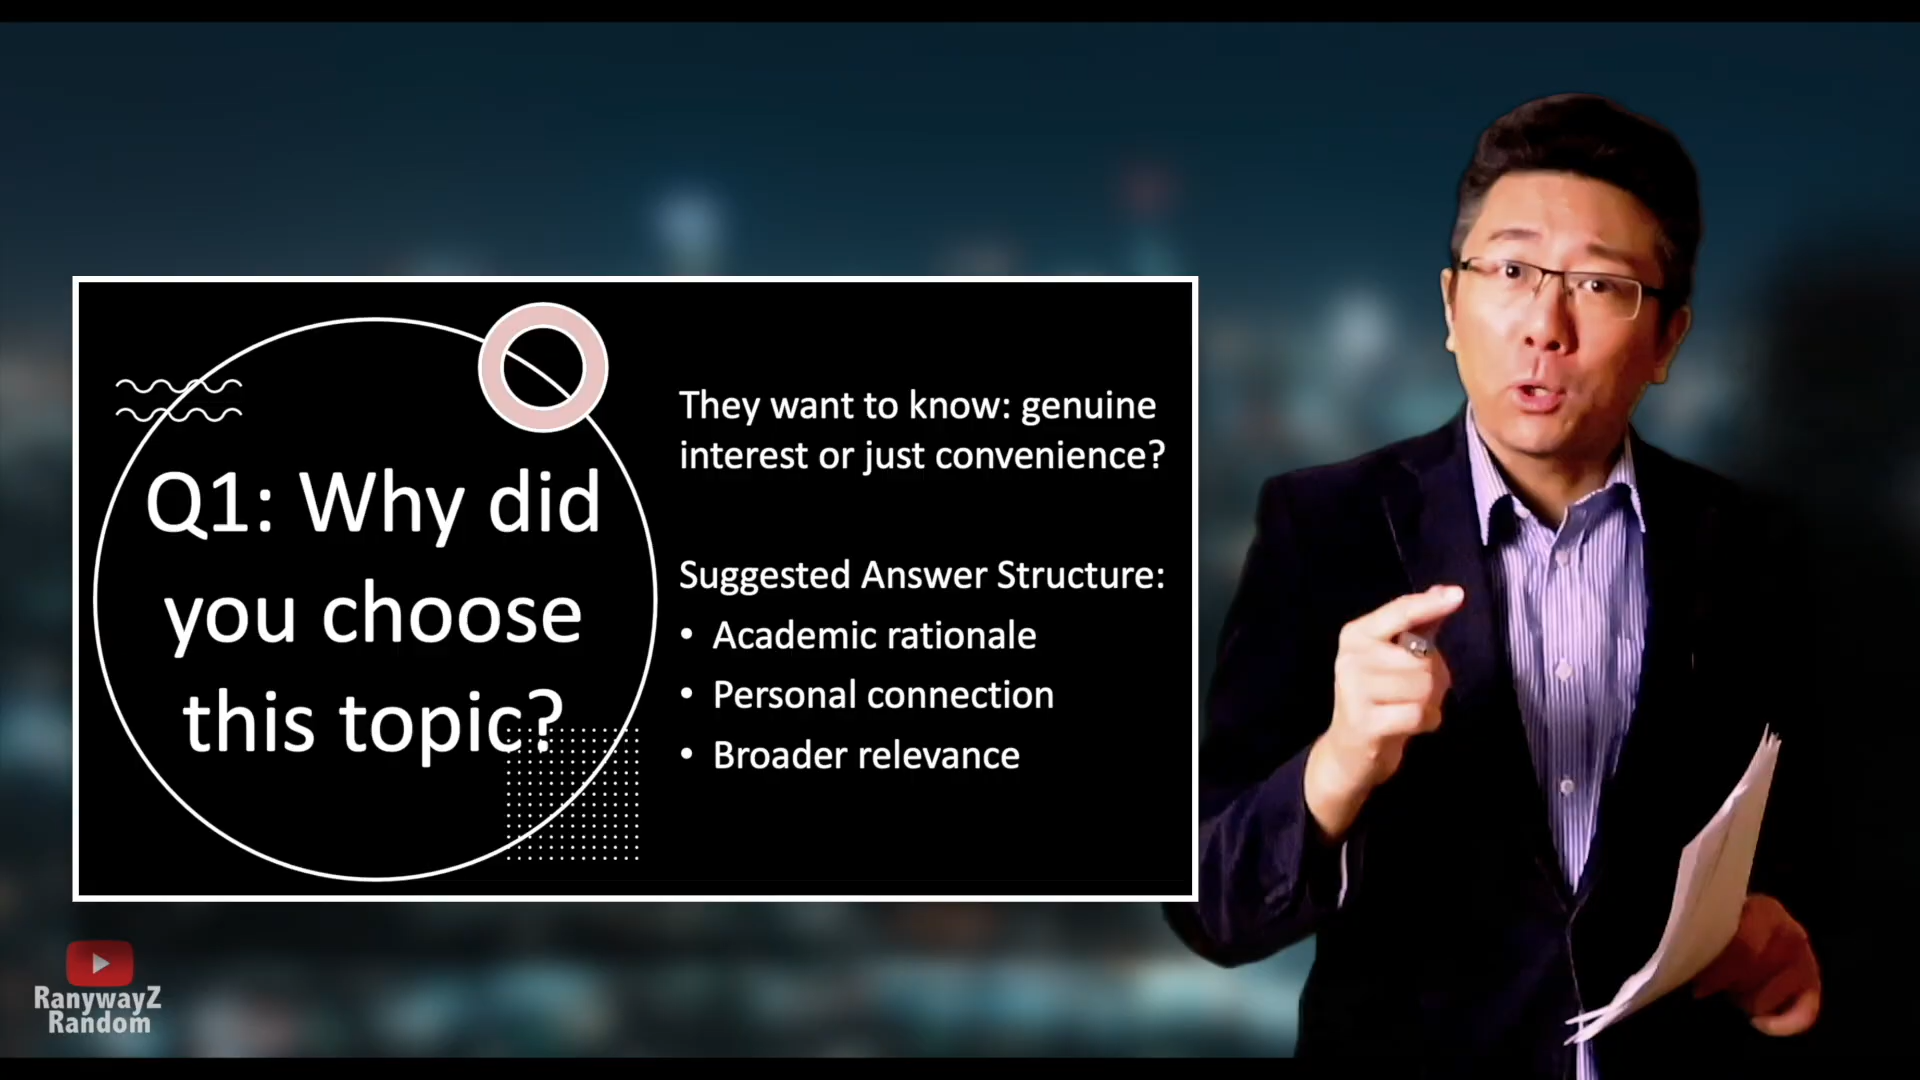 Q1: Why did
you choose
this topic?
They want to know: genuine
interest or just convenience?
Suggested Answer Structure:
• Academic rationale
• Personal connection
• Broader relevance
RanywayZ
Random